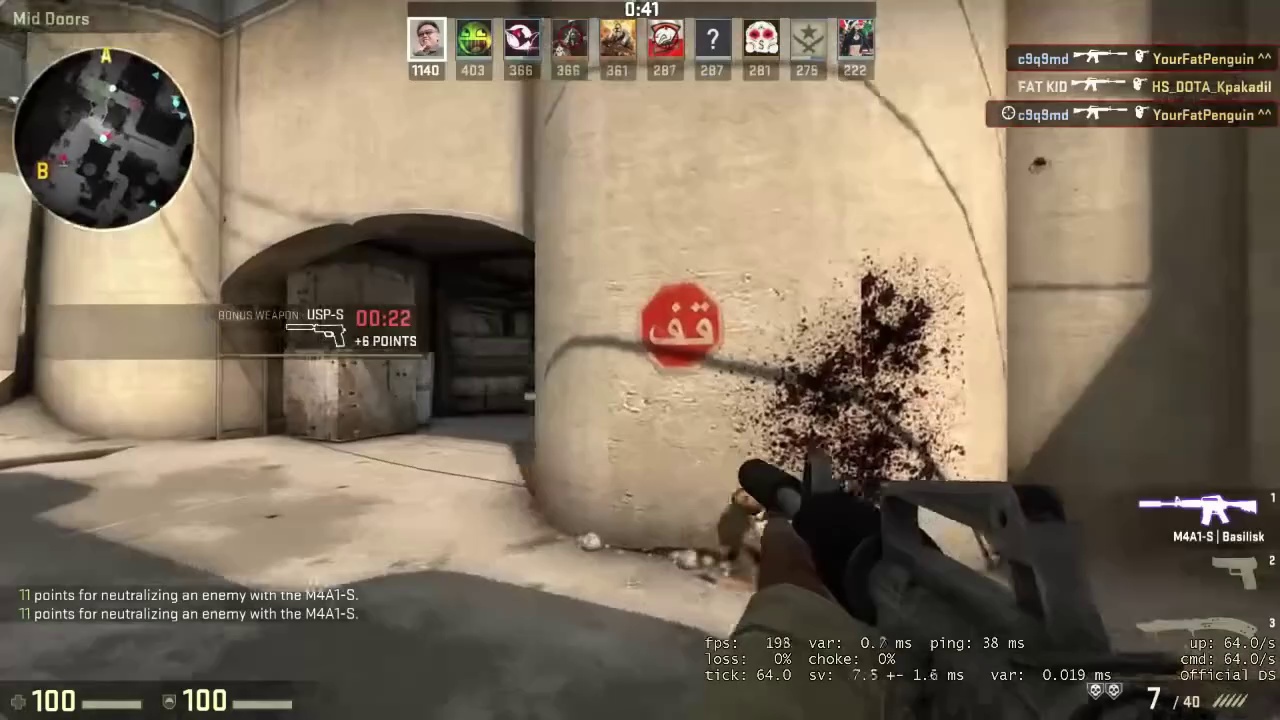 Mid Doors
0:41
1140 403 366 366 361 287 287 281 275 222
?
A
B
c9q9md YourFatPenguin ^^
FAT KID HS_DOTA_Kpakadil
c9q9md YourFatPenguin ^^
BONUS WEAPON USP-S 00:22
+6 POINTS
قف
1
M4A1-S | Basilisk
2
3
11 points for neutralizing an enemy with the M4A1-S.
11 points for neutralizing an enemy with the M4A1-S.
fps: 198 var: 0.7 ms ping: 38 ms up: 64.0/s
loss: 0% choke: 0% cmd: 64.0/s
tick: 64.0 sv: 7.5 +- 1.6 ms var: 0.019 ms Official DS
100 100
7 / 40